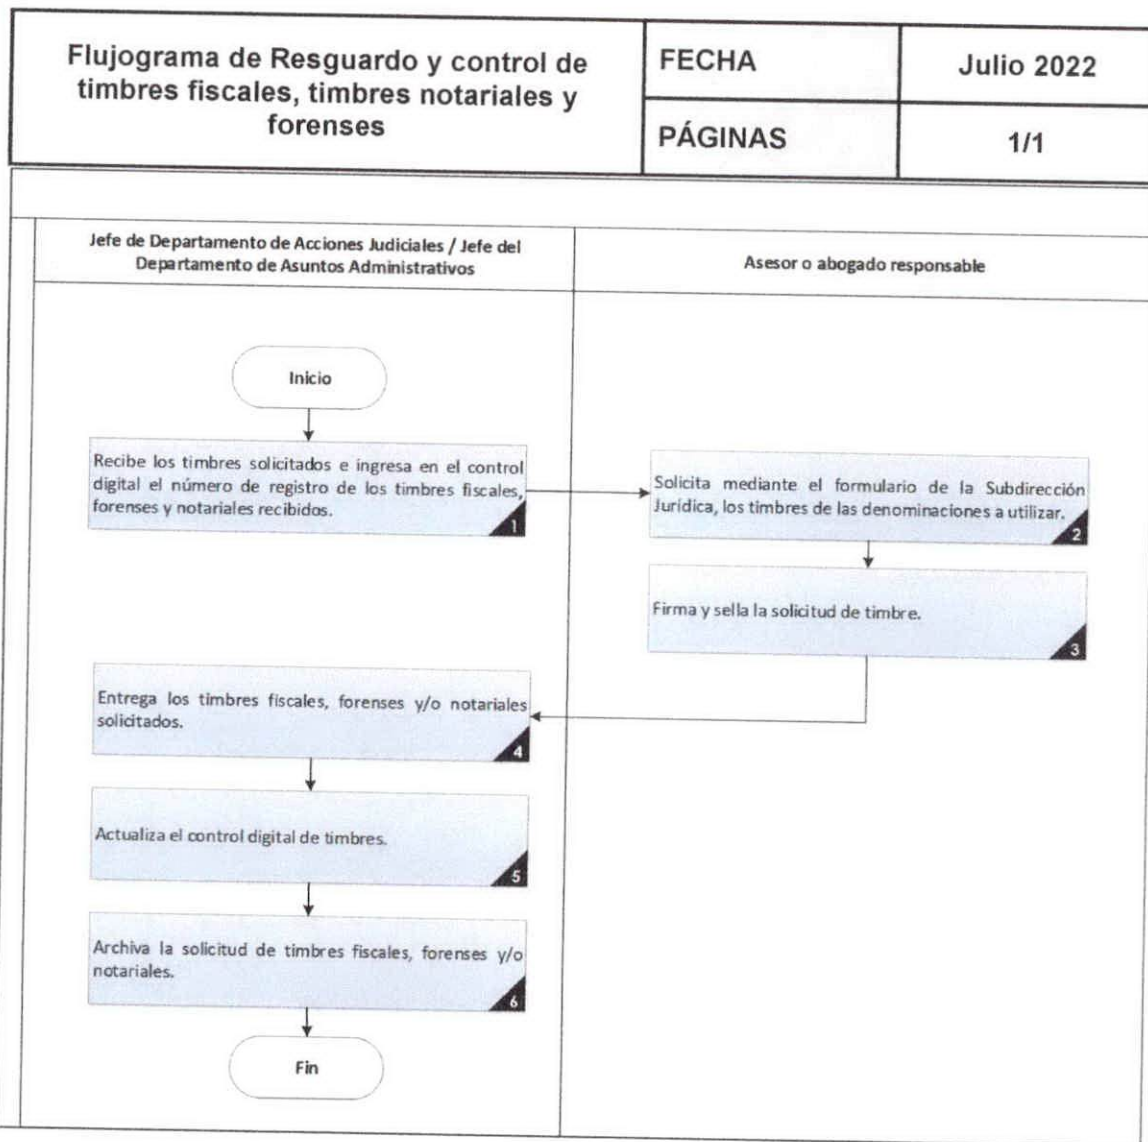 Flujograma de Resguardo y control de
timbres fiscales, timbres notariales y
forenses
FECHA
Julio 2022
PÁGINAS
1/1
Jefe de Departamento de Acciones Judiciales / Jefe del
Departamento de Asuntos Administrativos
Asesor o abogado responsable
Inicio
Recibe los timbres solicitados e ingresa en el control
digital el número de registro de los timbres fiscales,
forenses y notariales recibidos.
1
Solicita mediante el formulario de la Subdirección
Jurídica, los timbres de las denominaciones a utilizar.
2
Firma y sella la solicitud de timbre.
3
Entrega los timbres fiscales, forenses y/o notariales
solicitados.
4
Actualiza el control digital de timbres.
5
Archiva la solicitud de timbres fiscales, forenses y/o
notariales.
6
Fin